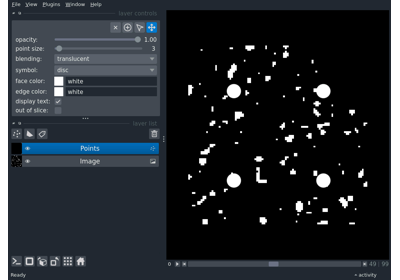 File View Plugins Window Help
layer controls
opacity: 1.00
point size: 3
blending: translucent
symbol: disc
face color: white
edge color: white
display text:
out of slice:
layer list
Points
Image
49 99
Ready
activity